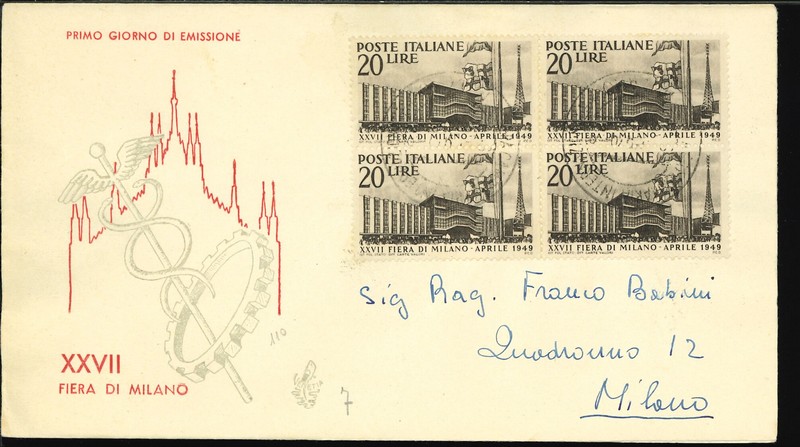 PRIMO GIORNO DI EMISSIONE
POSTE ITALIANE
20 LIRE
XXVII FIERA DI MILANO - APRILE 1949
POSTE ITALIANE
20 LIRE
XXVII FIERA DI MILANO - APRILE 1949
POSTE ITALIANE
20 LIRE
XXVII FIERA DI MILANO - APRILE 1949
POSTE ITALIANE
20 LIRE
XXVII FIERA DI MILANO - APRILE 1949
Sig Rag. Franco Babini
Quadronno 12
Milano
110
7
XXVII
FIERA DI MILANO